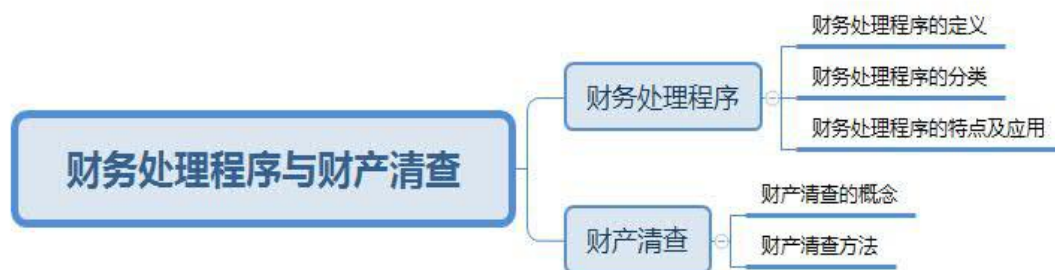 财务处理程序与财产清查
财务处理程序
财务处理程序的定义
财务处理程序的分类
财务处理程序的特点及应用
财产清查
财产清查的概念
财产清查方法